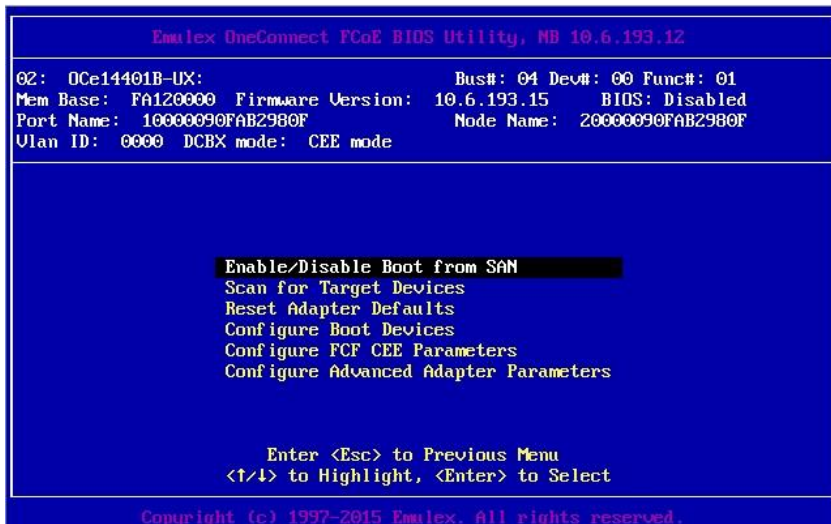 Emulex OneConnect FCoE BIOS Utility, NB 10.6.193.12
02: OCe14401B-UX: Bus#: 04 Dev#: 00 Func#: 01
Mem Base: FA120000 Firmware Version: 10.6.193.15 BIOS: Disabled
Port Name: 10000090FAB2980F Node Name: 20000090FAB2980F
Vlan ID: 0000 DCBX mode: CEE mode
Enable/Disable Boot from SAN
Scan for Target Devices
Reset Adapter Defaults
Configure Boot Devices
Configure FCF CEE Parameters
Configure Advanced Adapter Parameters
Enter <Esc> to Previous Menu
<↑/↓> to Highlight, <Enter> to Select
Copyright (c) 1997-2015 Emulex. All rights reserved.